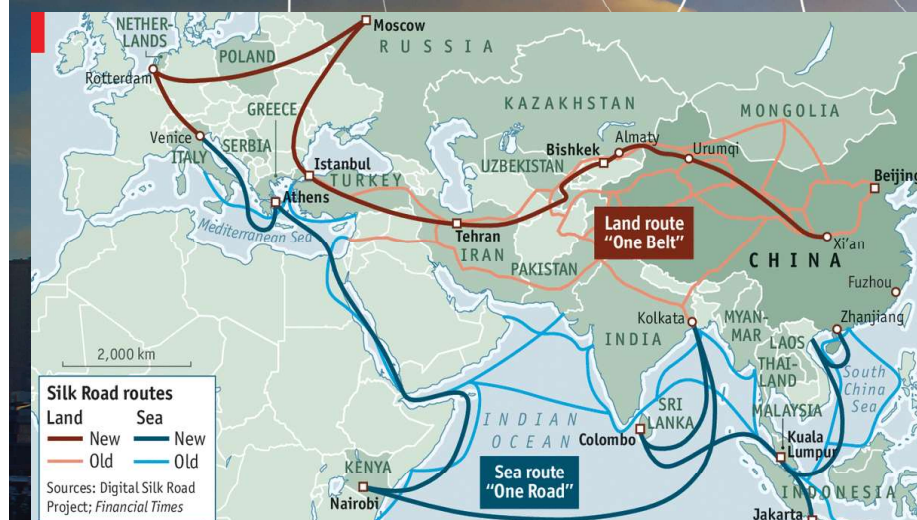 Moscow
NETHER-
LANDS
RUSSIA
POLAND
Rotterdam
KAZAKHSTAN
MONGOLIA
GREECE
Venice
ITALY
SERBIA
Bishkek
Almaty
Urumqi
UZBEKISTAN
Istanbul
TURKEY
Beijing
Athens
Mediterranean Sea
Tehran
IRAN
Land route
"One Belt"
Xi'an
CHINA
PAKISTAN
Fuzhou
Kolkata
MYAN-
MAR
Zhanjiang
INDIA
LAOS
THAI-
LAND
South
China
Sea
2,000 km
Silk Road routes
Land Sea
New New
Old Old
Sources: Digital Silk Road
Project; Financial Times
INDIAN
OCEAN
SRI
LANKA
Colombo
MALAYSIA
Kuala
Lumpur
Sea route
"One Road"
KENYA
Nairobi
INDONESIA
Jakarta